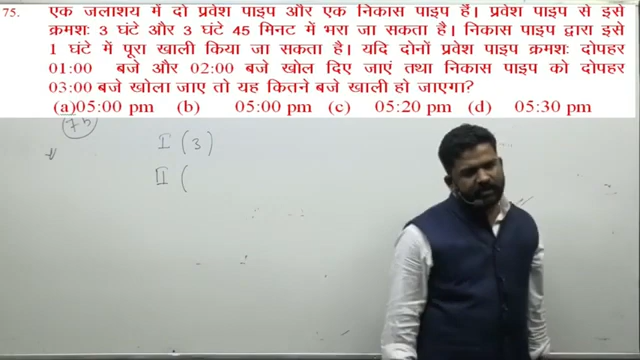 75. एक जलाशय में दो प्रवेश पाइप और एक निकास पाइप हैं। प्रवेश पाइप से इसे
क्रमशः 3 घंटे और 3 घंटे 45 मिनट में भरा जा सकता है। निकास पाइप द्वारा इसे
1 घंटे में पूरा खाली किया जा सकता है। यदि दोनों प्रवेश पाइप क्रमशः दोपहर
01:00 बजे और 02:00 बजे खोल दिए जाएं तथा निकास पाइप को दोपहर
03:00 बजे खोला जाए तो यह कितने बजे खाली हो जाएगा?
(a)05:00 pm (b) 05:00 pm (c) 05:20 pm (d) 05:30 pm
75
I (3)
II (